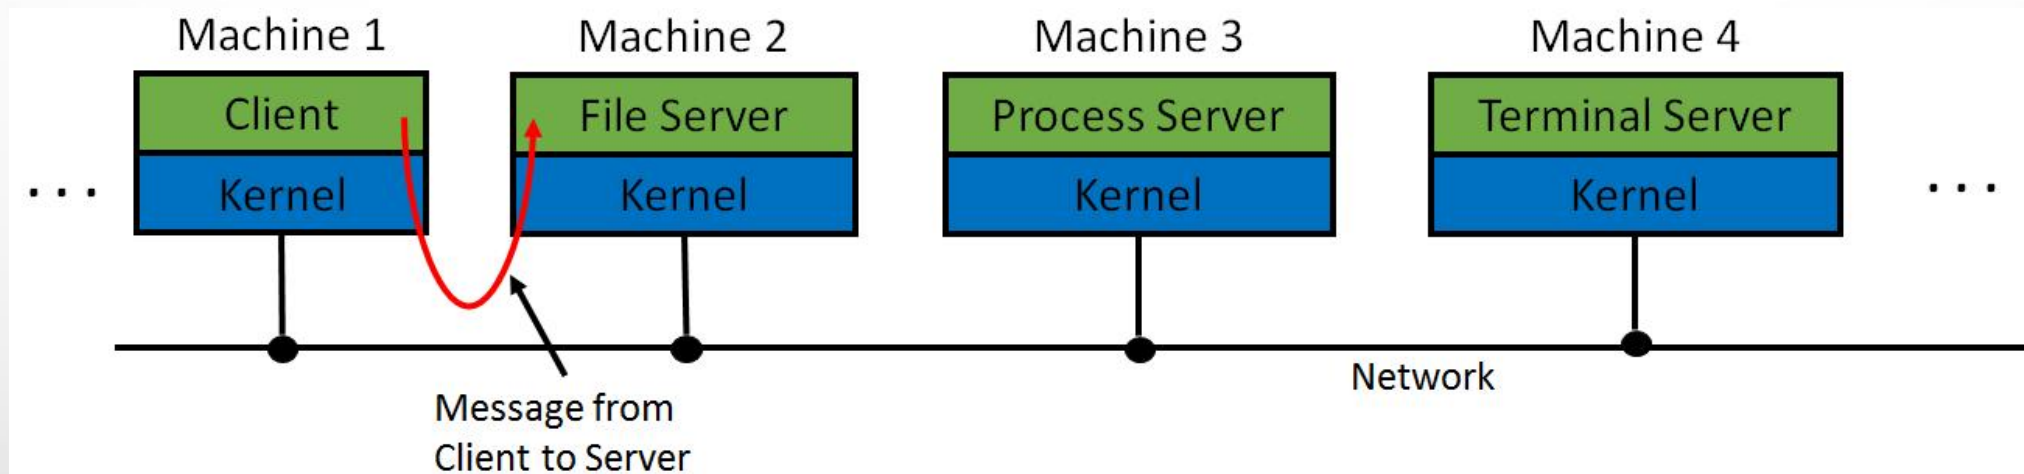 Machine 1
Machine 2
Machine 3
Machine 4
Client
File Server
Process Server
Terminal Server
...
Kernel
Kernel
Kernel
Kernel
...
Network
Message from
Client to Server